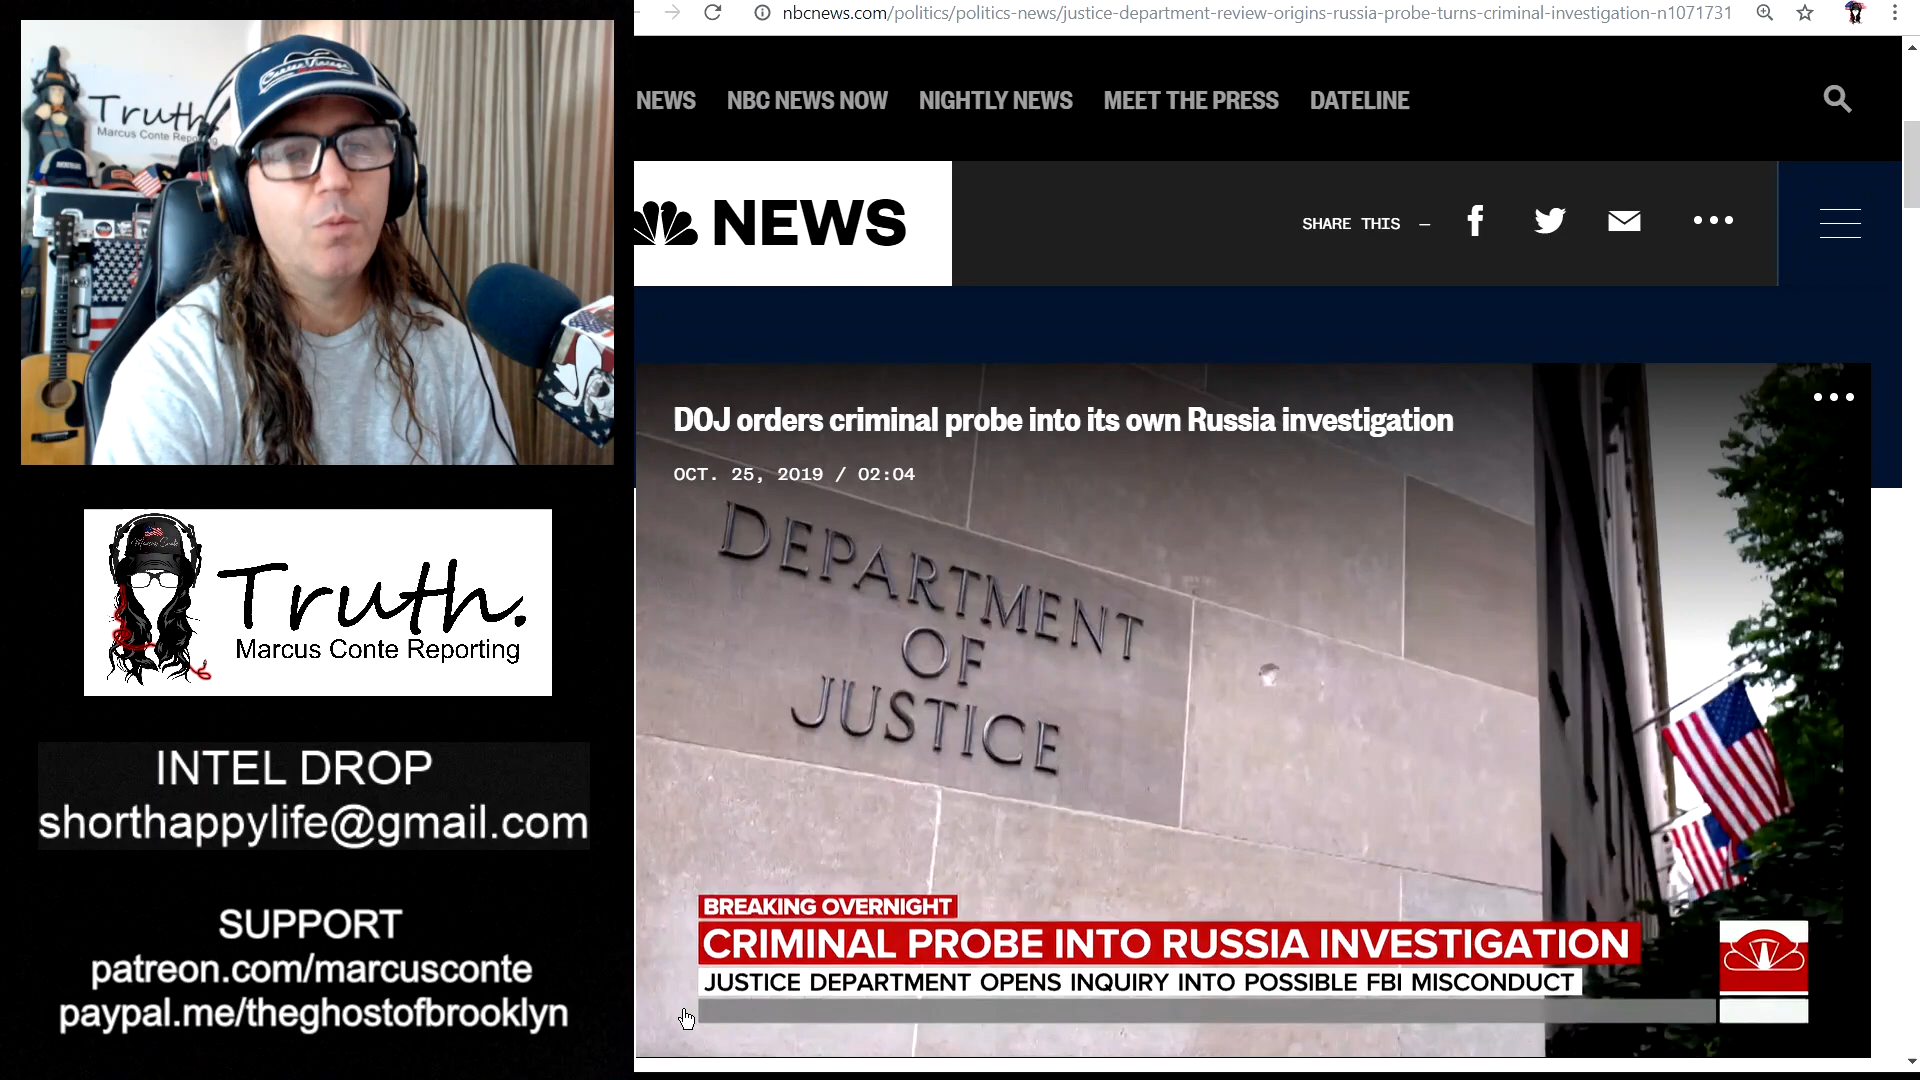 Truth.
Marcus Conte Reporting
Truth.
Marcus Conte Reporting
INTEL DROP
shorthappylife@gmail.com
SUPPORT
patreon.com/marcusconte
paypal.me/theghostofbrooklyn
nbcnews.com/politics/politics-news/justice-department-review-origins-russia-probe-turns-criminal-investigation-n1071731
NEWS NBC NEWS NOW NIGHTLY NEWS MEET THE PRESS DATELINE
NEWS
SHARE THIS —
DOJ orders criminal probe into its own Russia investigation
OCT. 25, 2019 / 02:04
DEPARTMENT
OF
JUSTICE
BREAKING OVERNIGHT
CRIMINAL PROBE INTO RUSSIA INVESTIGATION
JUSTICE DEPARTMENT OPENS INQUIRY INTO POSSIBLE FBI MISCONDUCT